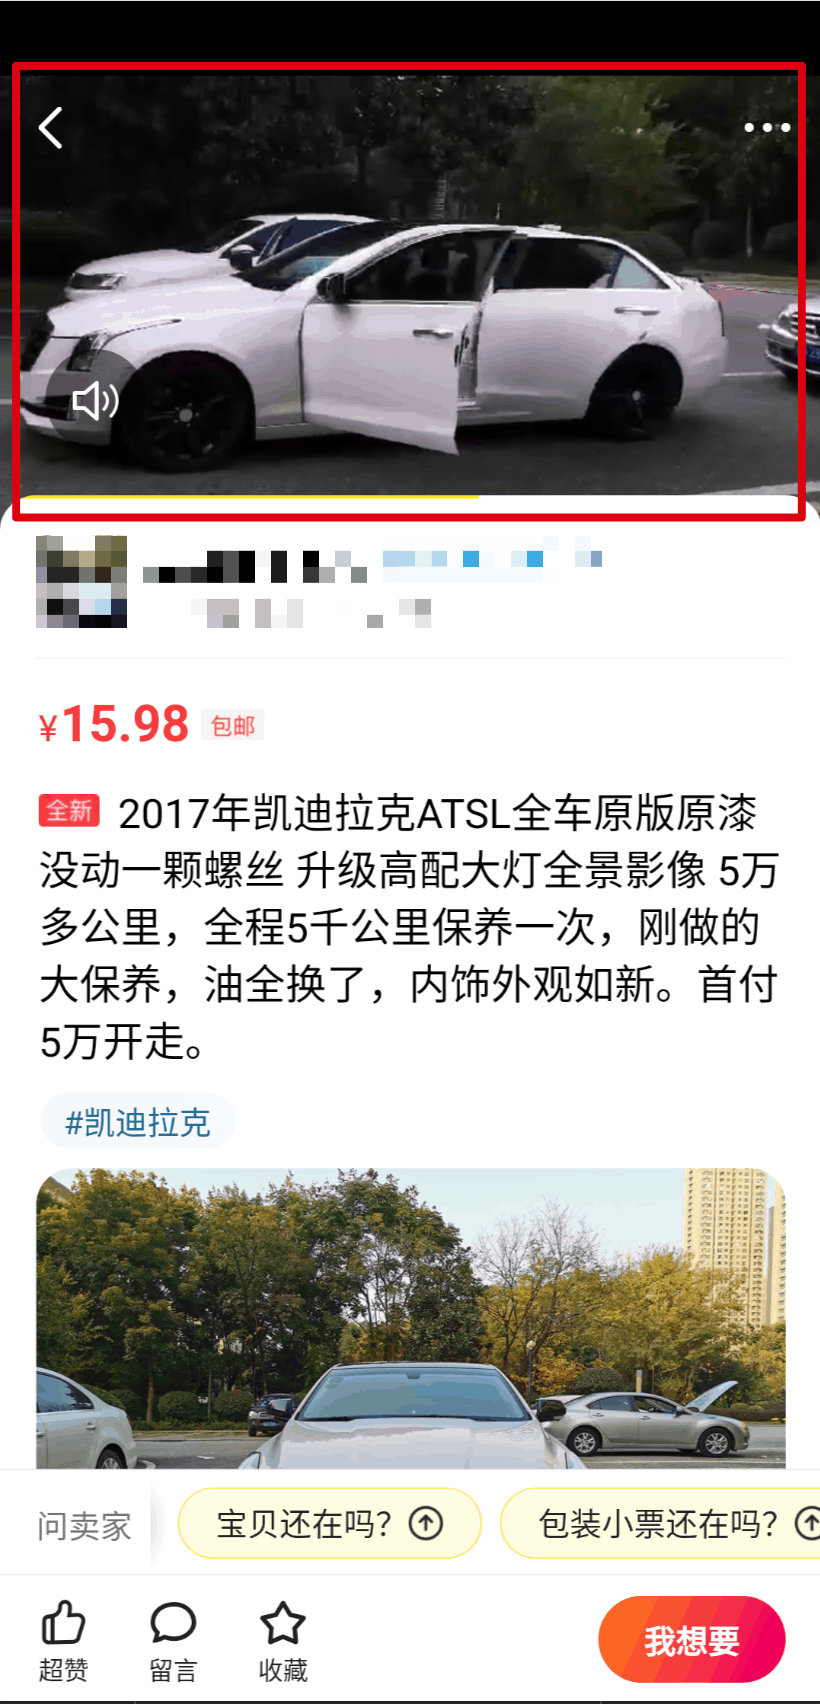 ¥15.98 包邮
全新 2017年凯迪拉克ATSL全车原版原漆
没动一颗螺丝 升级高配大灯全景影像 5万
多公里，全程5千公里保养一次，刚做的
大保养，油全换了，内饰外观如新。首付
5万开走。
#凯迪拉克
问卖家 宝贝还在吗？ 包装小票还在吗？
超赞 留言 收藏 我想要